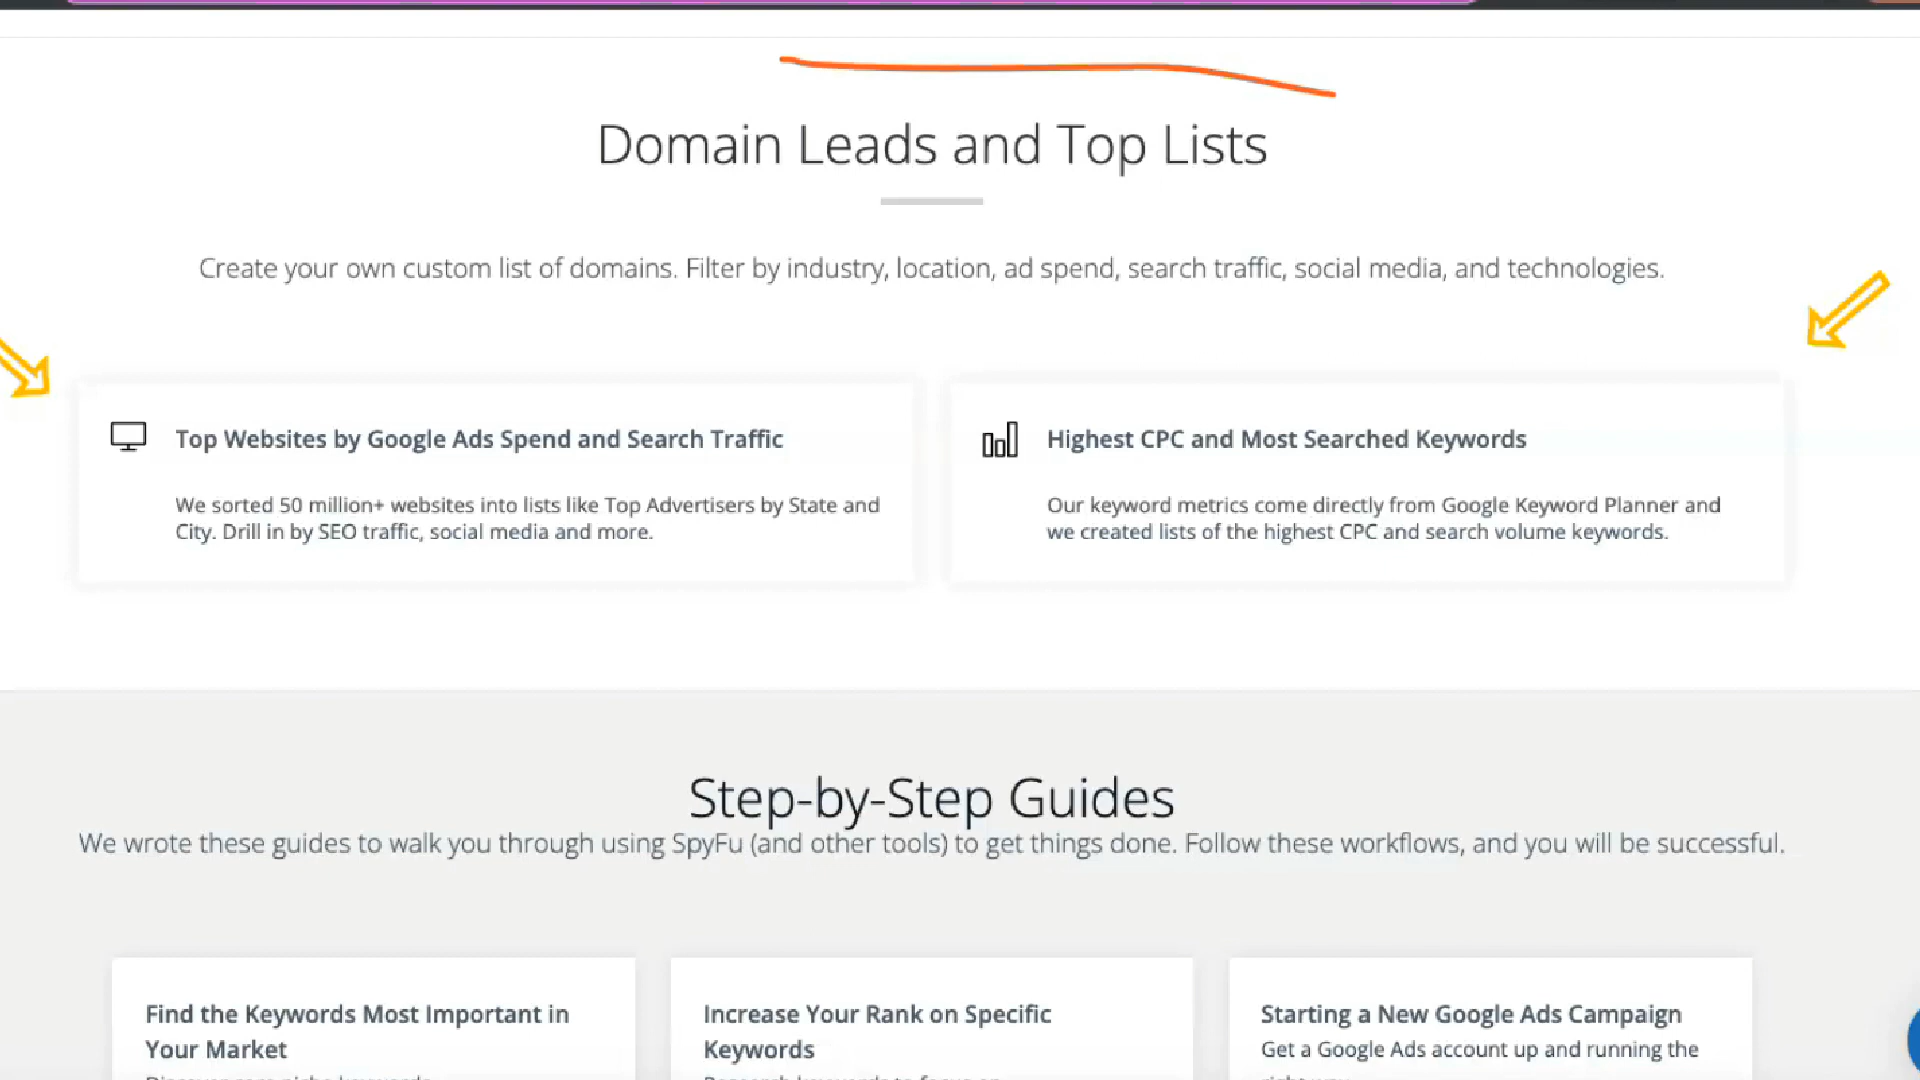 Domain Leads and Top Lists
Create your own custom list of domains. Filter by industry, location, ad spend, search traffic, social media, and technologies.
Top Websites by Google Ads Spend and Search Traffic
We sorted 50 million+ websites into lists like Top Advertisers by State and
City. Drill in by SEO traffic, social media and more.
Highest CPC and Most Searched Keywords
Our keyword metrics come directly from Google Keyword Planner and
we created lists of the highest CPC and search volume keywords.
Step-by-Step Guides
We wrote these guides to walk you through using SpyFu (and other tools) to get things done. Follow these workflows, and you will be successful.
Find the Keywords Most Important in
Your Market
Increase Your Rank on Specific
Keywords
Starting a New Google Ads Campaign
Get a Google Ads account up and running the